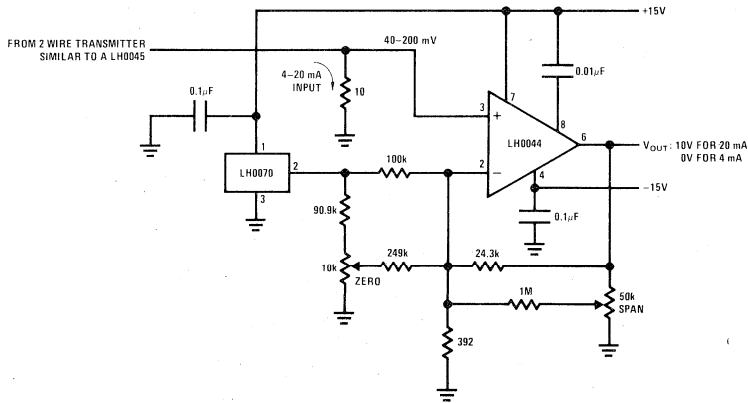 +15V
FROM 2 WIRE TRANSMITTER
SIMILAR TO A LH0045
40–200 mV
4–20 mA
INPUT
10
0.01μF
0.1μF
7
8
3
+
LH0044
6
VOUT: 10V FOR 20 mA
0V FOR 4 mA
1
LH0070
2
3
100k
2
–
4
–15V
0.1μF
90.9k
249k
24.3k
10k
ZERO
1M
50k
SPAN
392